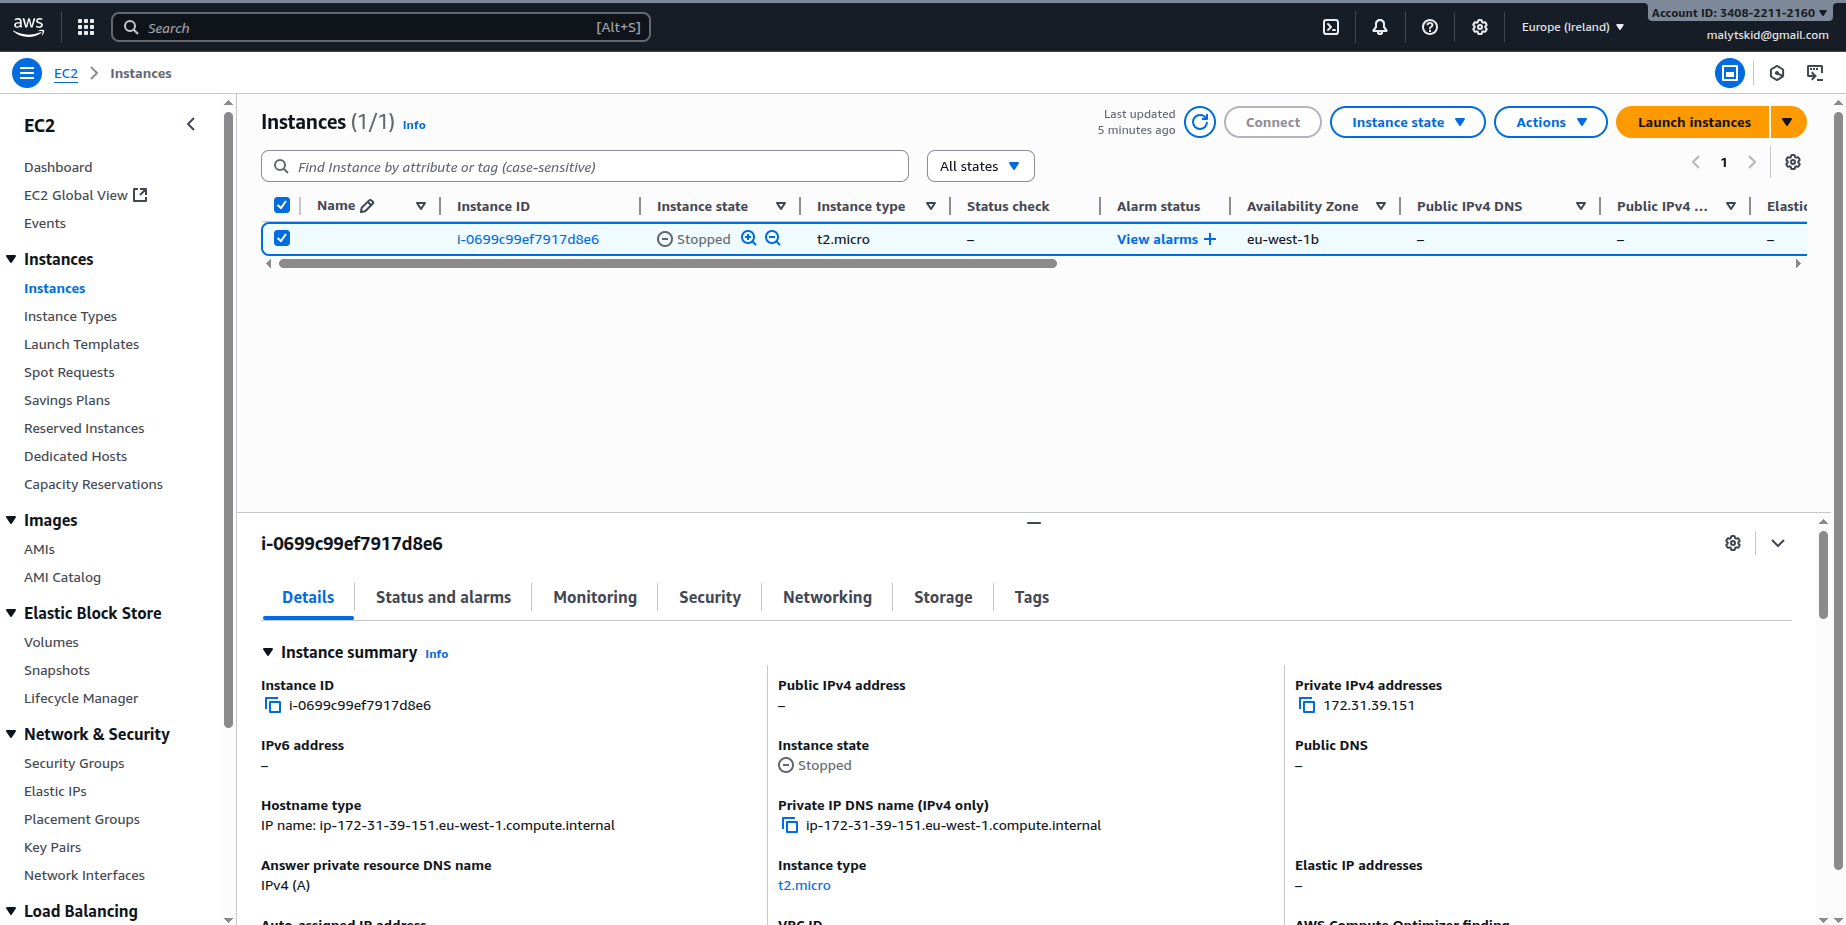 aws
Search
[Alt+S]
Europe (Ireland)
Account ID: 3408-2211-2160
malytskid@gmail.com
EC2
Instances
EC2
Dashboard
EC2 Global View
Events
Instances
Instances
Instance Types
Launch Templates
Spot Requests
Savings Plans
Reserved Instances
Dedicated Hosts
Capacity Reservations
Images
AMIs
AMI Catalog
Elastic Block Store
Volumes
Snapshots
Lifecycle Manager
Network & Security
Security Groups
Elastic IPs
Placement Groups
Key Pairs
Network Interfaces
Load Balancing
Instances (1/1) Info
Last updated
5 minutes ago
Connect
Instance state
Actions
Launch instances
Find Instance by attribute or tag (case-sensitive)
All states
1
Name Instance ID Instance state Instance type Status check Alarm status Availability Zone Public IPv4 DNS Public IPv4 ... Elastic
i-0699c99ef7917d8e6 Stopped t2.micro – View alarms + eu-west-1b – – –
i-0699c99ef7917d8e6
Details Status and alarms Monitoring Security Networking Storage Tags
Instance summary Info
Instance ID
i-0699c99ef7917d8e6
Public IPv4 address
–
Private IPv4 addresses
172.31.39.151
IPv6 address
–
Instance state
Stopped
Public DNS
–
Hostname type
IP name: ip-172-31-39-151.eu-west-1.compute.internal
Private IP DNS name (IPv4 only)
ip-172-31-39-151.eu-west-1.compute.internal
Answer private resource DNS name
IPv4 (A)
Instance type
t2.micro
Elastic IP addresses
–
Auto-assigned IP address
VPC ID
AWS Compute Optimizer finding